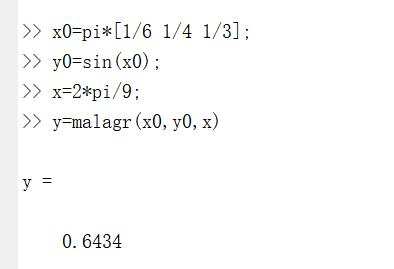 >> x0=pi*[1/6 1/4 1/3];
>> y0=sin(x0);
>> x=2*pi/9;
>> y=malagr(x0,y0,x)
y =
0.6434